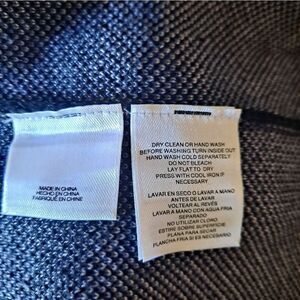 MADE IN CHINA
HECHO EN CHINA
FABRIQUÉ EN CHINE
DRY CLEAN OR HAND WASH
BEFORE WASHING TURN INSIDE OUT
HAND WASH COLD SEPARATELY
DO NOT BLEACH
LAY FLAT TO DRY
PRESS WITH COOL IRON IF
NECESSARY
LAVAR EN SECO O LAVAR A MANO
ANTES DE LAVAR
VOLTEAR AL REVÉS
LAVAR A MANO CON AGUA FRIA
SEPARADO
NO UTILIZAR CLORO
ESTIRE SOBRE SUPERFICIE
PLANA PARA SECAR
PLANCHA FRIA SI ES NECESARIO